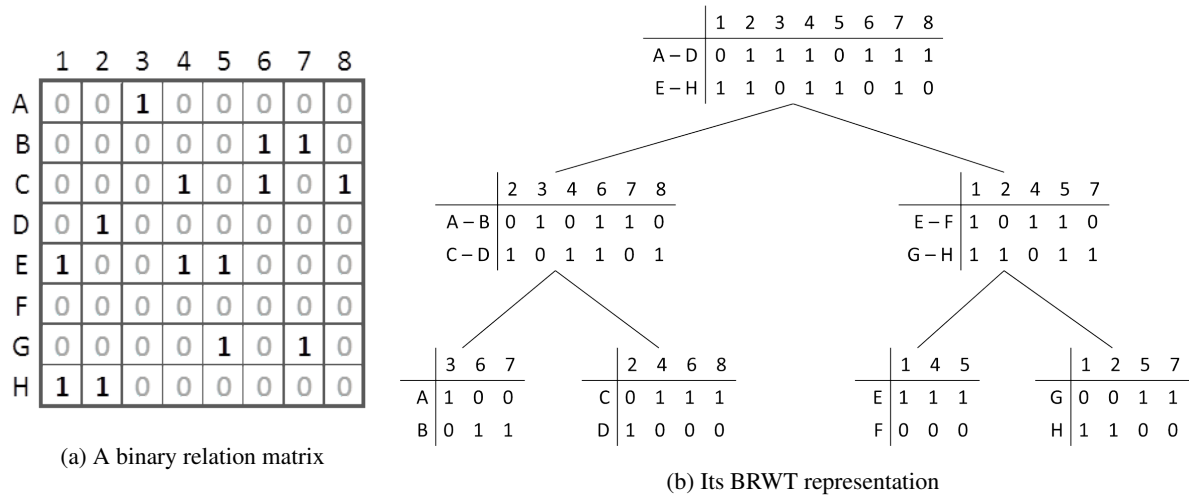 1 2 3 4 5 6 7 8
A 0 0 1 0 0 0 0 0
B 0 0 0 0 0 1 1 0
C 0 0 0 1 0 1 0 1
D 0 1 0 0 0 0 0 0
E 1 0 0 1 1 0 0 0
F 0 0 0 0 0 0 0 0
G 0 0 0 0 1 0 1 0
H 1 1 0 0 0 0 0 0
(a) A binary relation matrix
1 2 3 4 5 6 7 8
A – D 0 1 1 1 0 1 1 1
E – H 1 1 0 1 1 0 1 0
2 3 4 6 7 8
A – B 0 1 0 1 1 0
C – D 1 0 1 1 0 1
1 2 4 5 7
E – F 1 0 1 1 0
G – H 1 1 0 1 1
3 6 7
A 1 0 0
B 0 1 1
2 4 6 8
C 0 1 1 1
D 1 0 0 0
1 4 5
E 1 1 1
F 0 0 0
1 2 5 7
G 0 0 1 1
H 1 1 0 0
(b) Its BRWT representation